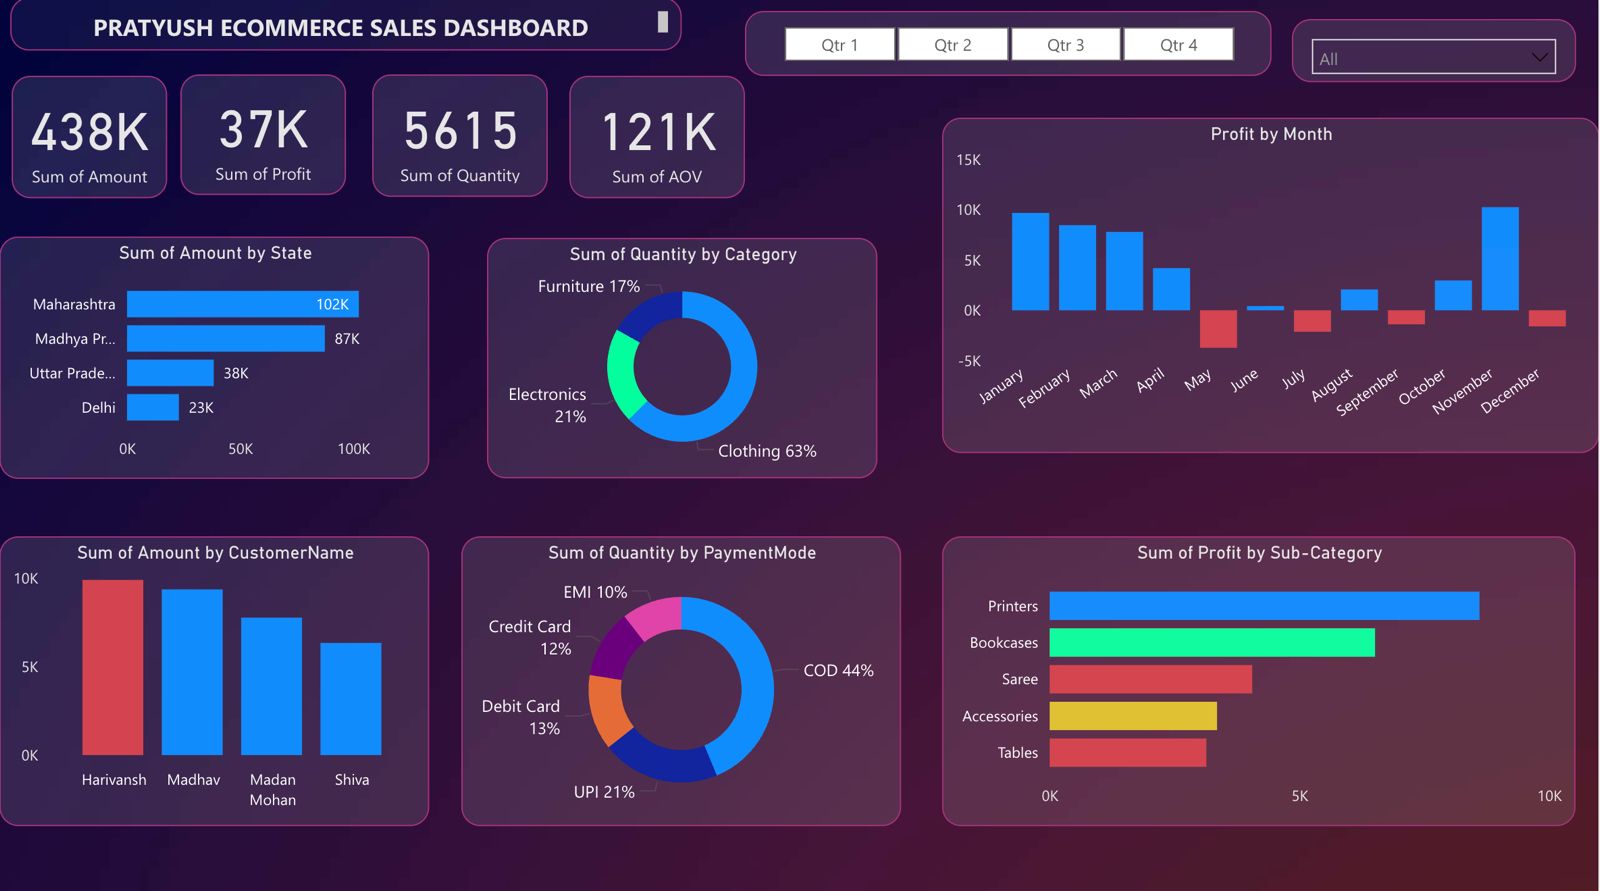 PRATYUSH ECOMMERCE SALES DASHBOARD
Qtr 1
Qtr 2
Qtr 3
Qtr 4
All
438K
Sum of Amount
37K
Sum of Profit
5615
Sum of Quantity
121K
Sum of AOV
Profit by Month
15K
10K
5K
0K
-5K
January
February
March
April
May
June
July
August
September
October
November
December
Sum of Amount by State
Maharashtra
102K
Madhya Pr...
87K
Uttar Prade...
38K
Delhi
23K
0K
50K
100K
Sum of Quantity by Category
Furniture 17%
Electronics
21%
Clothing 63%
Sum of Amount by CustomerName
10K
5K
0K
Harivansh
Madhav
Madan
Mohan
Shiva
Sum of Quantity by PaymentMode
EMI 10%
Credit Card
12%
COD 44%
Debit Card
13%
UPI 21%
Sum of Profit by Sub-Category
Printers
Bookcases
Saree
Accessories
Tables
0K
5K
10K